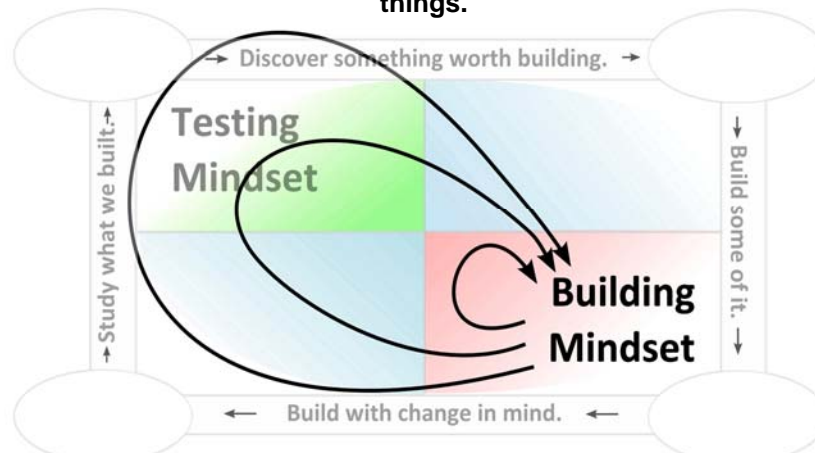 things.
→ Discover something worth building. →
Testing
Mindset
→ Study what we built. →
→ Build some of it. →
Building
Mindset
← Build with change in mind. ←